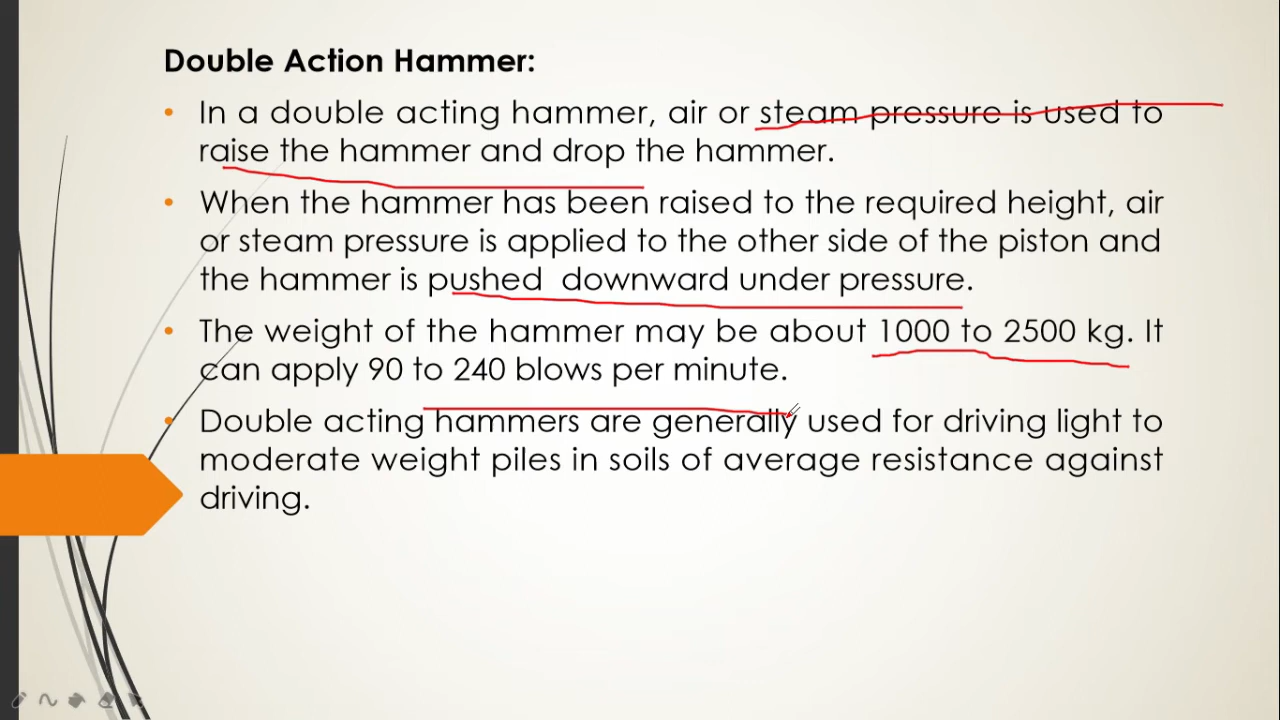 Double Action Hammer:
• In a double acting hammer, air or steam pressure is used to
raise the hammer and drop the hammer.
• When the hammer has been raised to the required height, air
or steam pressure is applied to the other side of the piston and
the hammer is pushed  downward under pressure.
• The weight of the hammer may be about 1000 to 2500 kg. It
can apply 90 to 240 blows per minute.
• Double acting hammers are generally used for driving light to
moderate weight piles in soils of average resistance against
driving.